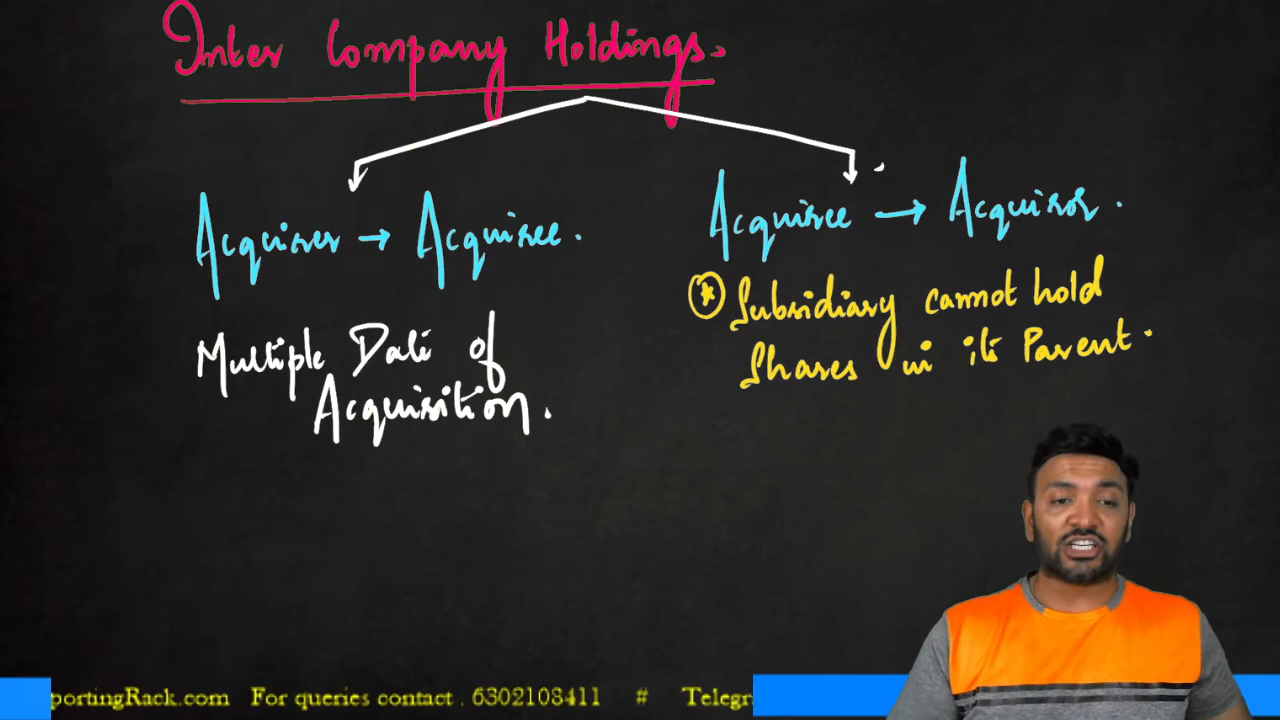 Inter Company Holdings.
Acquirer → Acquiree.
Multiple Date of
Acquisition.
Acquiree → Acquiror.
* Subsidiary cannot hold
Shares in its Parent.
portingRack.com For queries contact . 6302108411 # Telegr